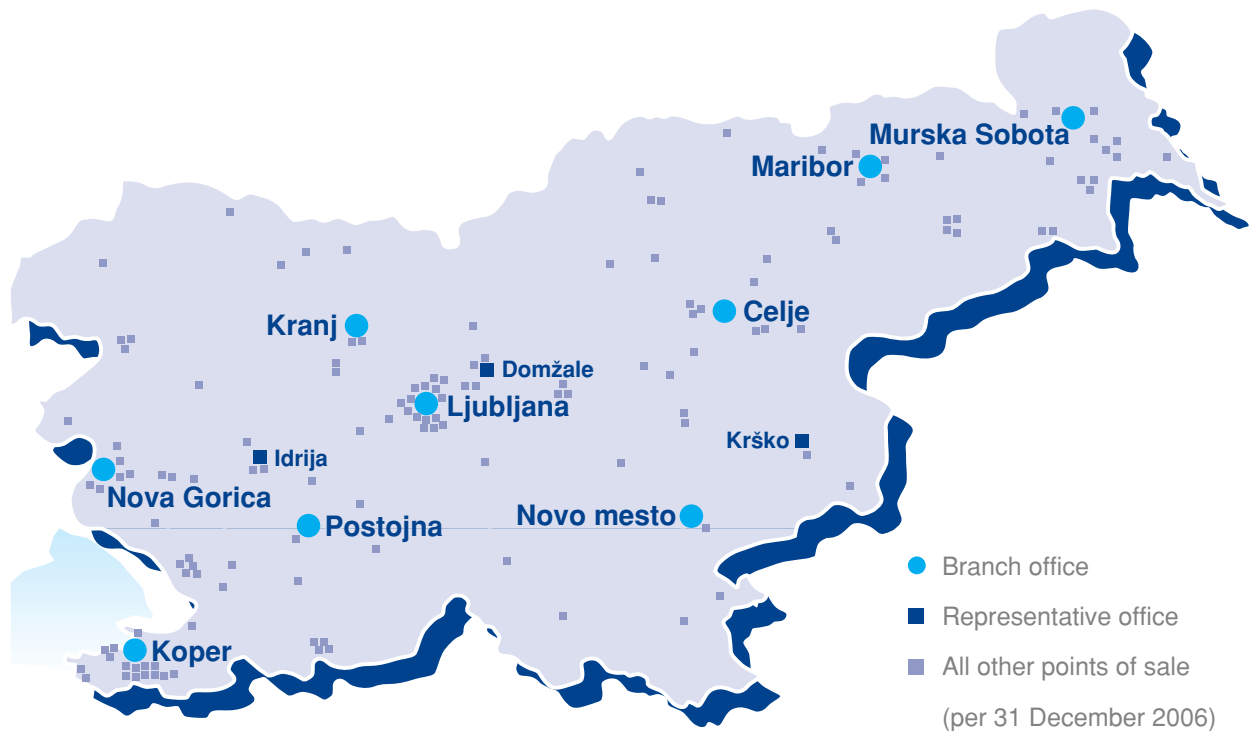 Murska Sobota
Maribor
Celje
Kranj
Domžale
Ljubljana
Krško
Idrija
Nova Gorica
Novo mesto
Postojna
Koper
Branch office
Representative office
All other points of sale
(per 31 December 2006)